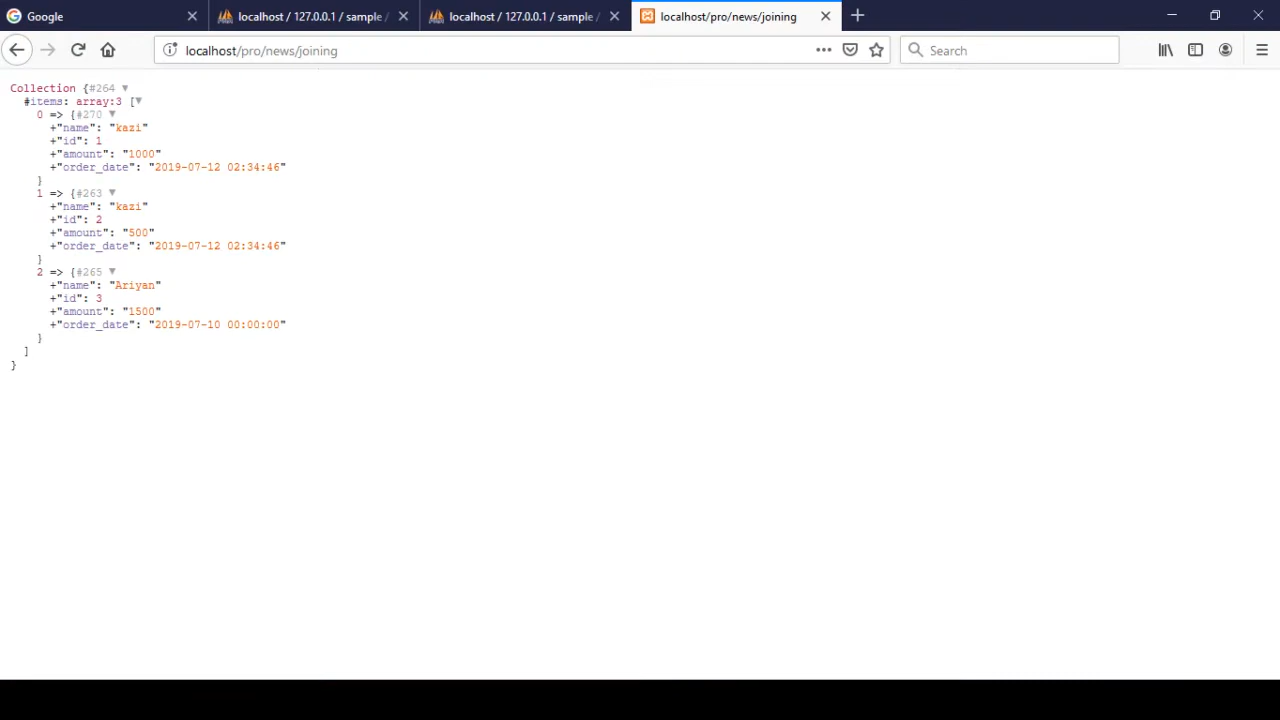 Google
localhost / 127.0.0.1 / sample /
localhost / 127.0.0.1 / sample /
localhost/pro/news/joining
localhost/pro/news/joining
Search
Collection {#264 ▼
#items: array:3 [▼
0 => {#270 ▼
+"name": "kazi"
+"id": 1
+"amount": "1000"
+"order_date": "2019-07-12 02:34:46"
}
1 => {#263 ▼
+"name": "kazi"
+"id": 2
+"amount": "500"
+"order_date": "2019-07-12 02:34:46"
}
2 => {#265 ▼
+"name": "Ariyan"
+"id": 3
+"amount": "1500"
+"order_date": "2019-07-10 00:00:00"
}
]
}